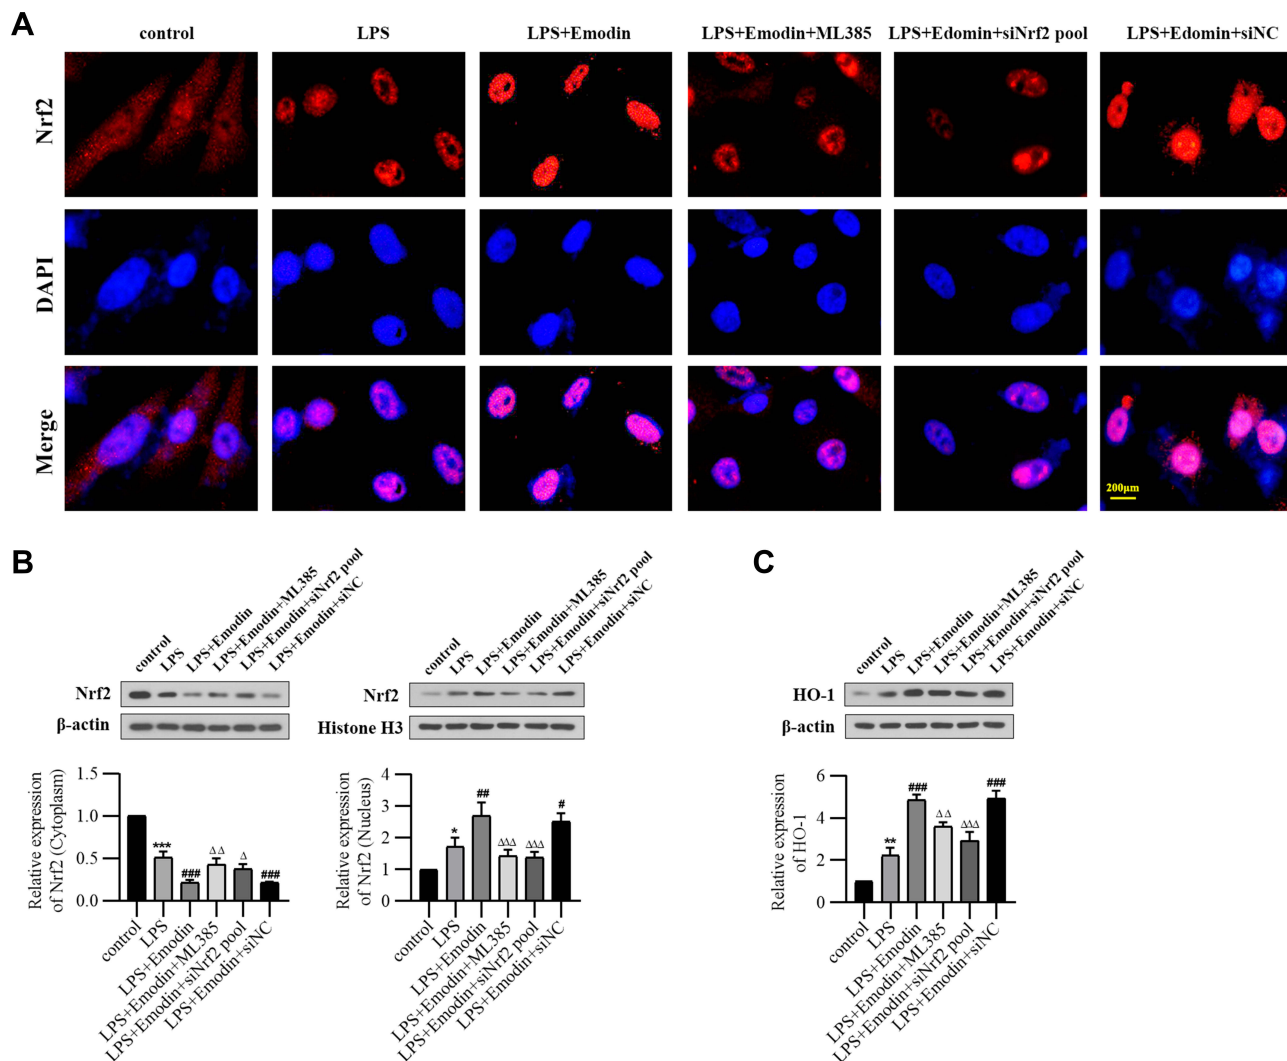 A
control
LPS
LPS+Emodin
LPS+Emodin+ML385
LPS+Edomin+siNrf2 pool
LPS+Edomin+siNC
Nrf2
DAPI
Merge
200μm
B
control
LPS
LPS+Emodin
LPS+Emodin+ML385
LPS+Emodin+siNrf2 pool
LPS+Emodin+siNC
Nrf2
β-actin
Relative expression
of Nrf2 (Cytoplasm)
1.5
1.0
0.5
0.0
***
###
Δ Δ
Δ
###
control
LPS
LPS+Emodin
LPS+Emodin+ML385
LPS+Emodin+siNrf2 pool
LPS+Emodin+siNC
control
LPS
LPS+Emodin
LPS+Emodin+ML385
LPS+Emodin+siNrf2 pool
LPS+Emodin+siNC
Nrf2
Histone H3
Relative expression
of Nrf2 (Nucleus)
4
3
2
1
0
*
##
ΔΔΔ
ΔΔΔ
#
control
LPS
LPS+Emodin
LPS+Emodin+ML385
LPS+Emodin+siNrf2 pool
LPS+Emodin+siNC
C
control
LPS
LPS+Emodin
LPS+Emodin+ML385
LPS+Emodin+siNrf2 pool
LPS+Emodin+siNC
HO-1
β-actin
Relative expression
of HO-1
6
4
2
0
**
###
Δ Δ
ΔΔΔ
###
control
LPS
LPS+Emodin
LPS+Emodin+ML385
LPS+Emodin+siNrf2 pool
LPS+Emodin+siNC